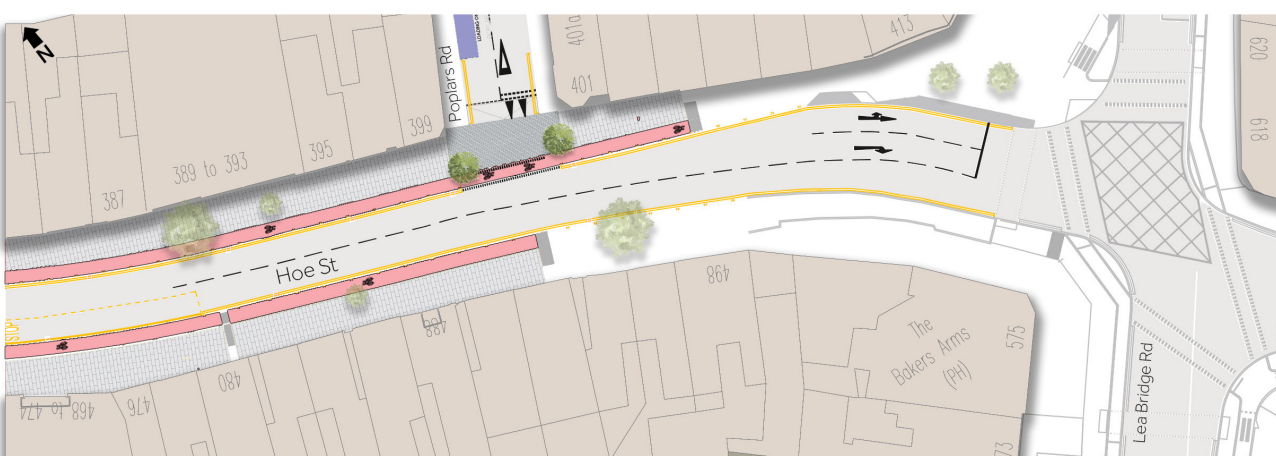 N
Poplars Rd
401a
401
413
620
618
399
395
389 to 393
387
Hoe St
498
488
480
476
468 to 474
The
Bakers Arms
(PH)
575
73
Lea Bridge Rd